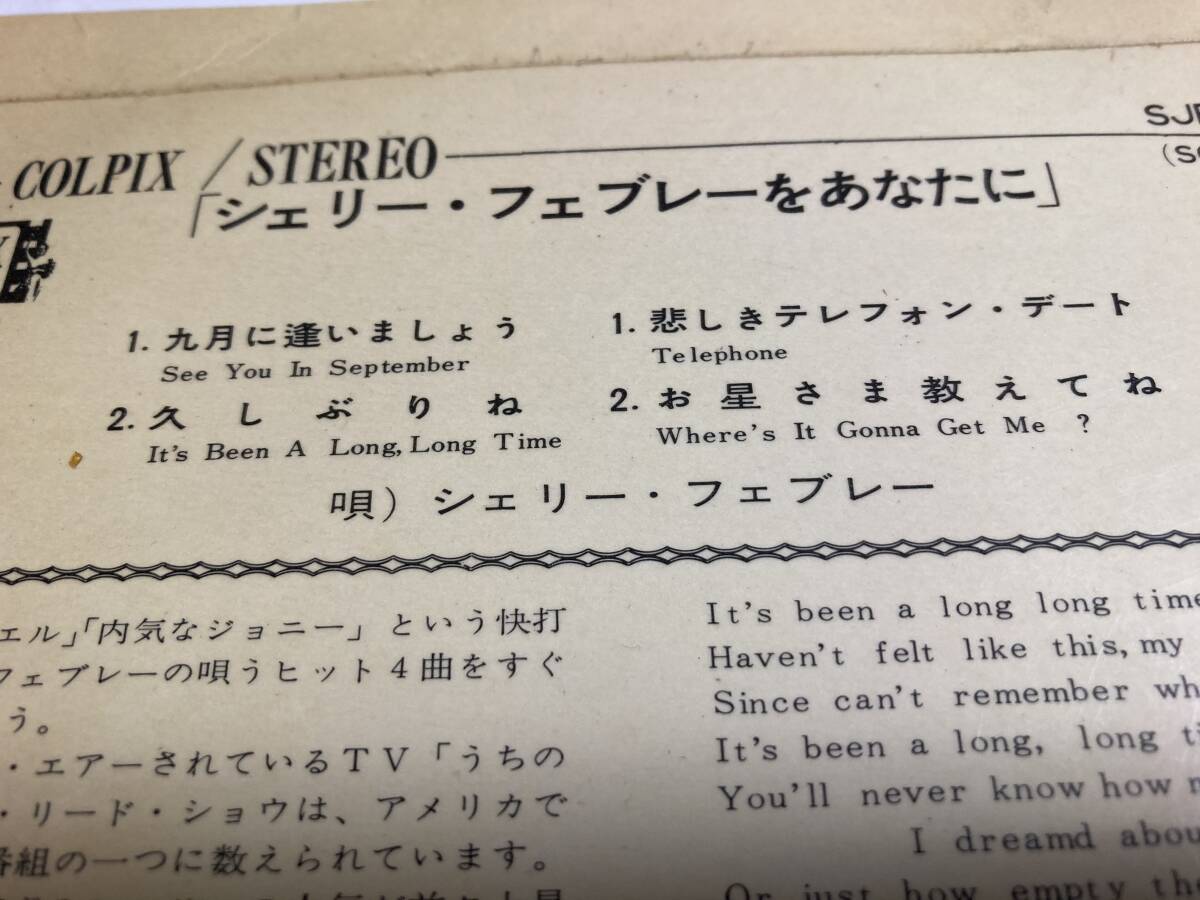 COLPIX / STEREO
SJ
「シェリー・フェブレーをあなたに」
1. 九月に逢いましょう
See You In September
2. 久しぶりね
It's Been A Long, Long Time
1. 悲しきテレフォン・デート
Telephone
2. お星さま教えてね
Where's It Gonna Get Me ?
唄) シェリー・フェブレー
エル」「内気なジョニー」という快打
フェブレーの唄うヒット4曲をすぐ
う。
・エアーされているTV「うちの
・リード・ショウは、アメリカで
番組の一つに数えられています。
It's been a long long time
Haven't felt like this, my
Since can't remember
It's been a long, long
You'll never know how
I dreamd
Or just how empty